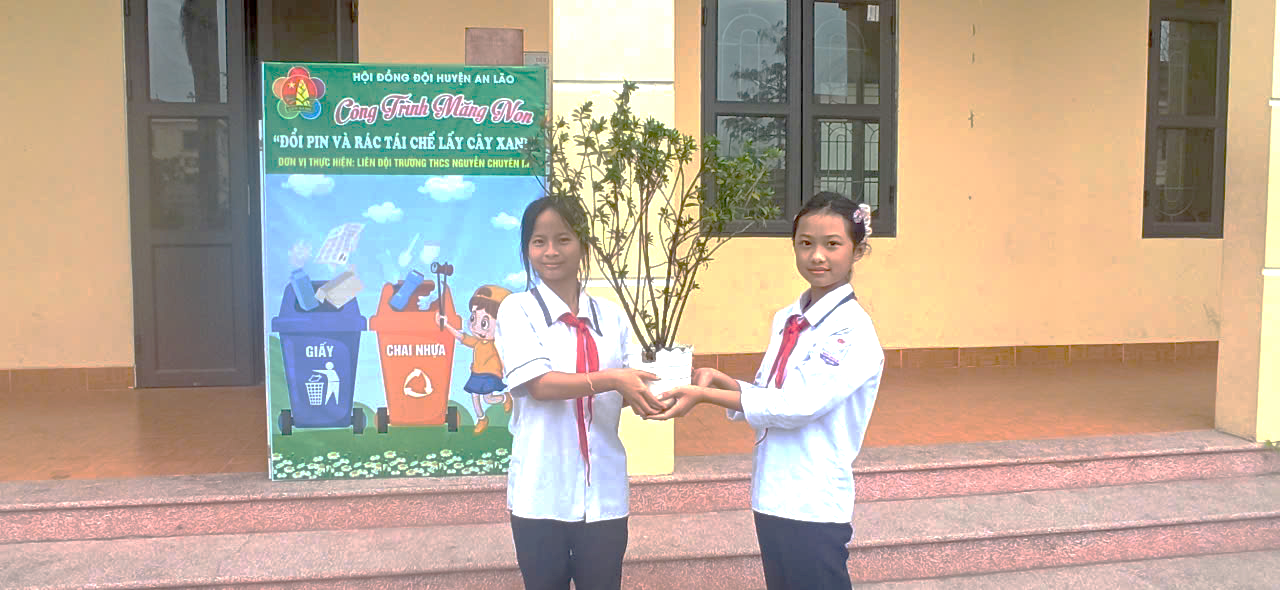 HỘI ĐỒNG ĐỘI HUYỆN AN LÃO
Công Trình Măng Non
"ĐỔI PIN VÀ RÁC TÁI CHẾ LẤY CÂY XANH"
ĐƠN VỊ THỰC HIỆN: LIÊN ĐỘI TRƯỜNG THCS NGUYỄN CHUYÊN
GIẤY
CHAI NHỰA